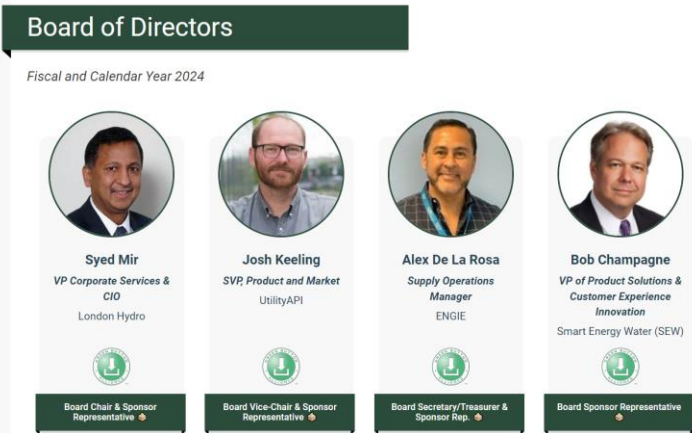 Board of Directors
Fiscal and Calendar Year 2024
Syed Mir
VP Corporate Services &
CIO
London Hydro
Board Chair & Sponsor
Representative
Josh Keeling
SVP, Product and Market
UtilityAPI
Board Vice-Chair & Sponsor
Representative
Alex De La Rosa
Supply Operations
Manager
ENGIE
Board Secretary/Treasurer &
Sponsor Rep.
Bob Champagne
VP of Product Solutions &
Customer Experience
Innovation
Smart Energy Water (SEW)
Board Sponsor Representative